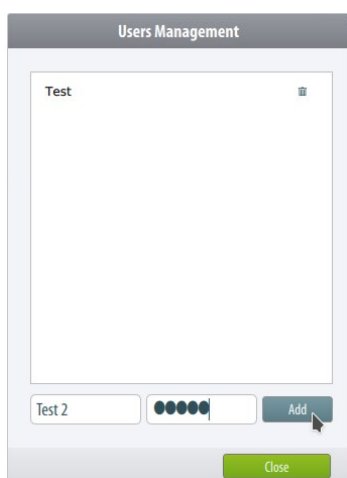 Users Management
Test
Test 2 ●●●●● Add
Close